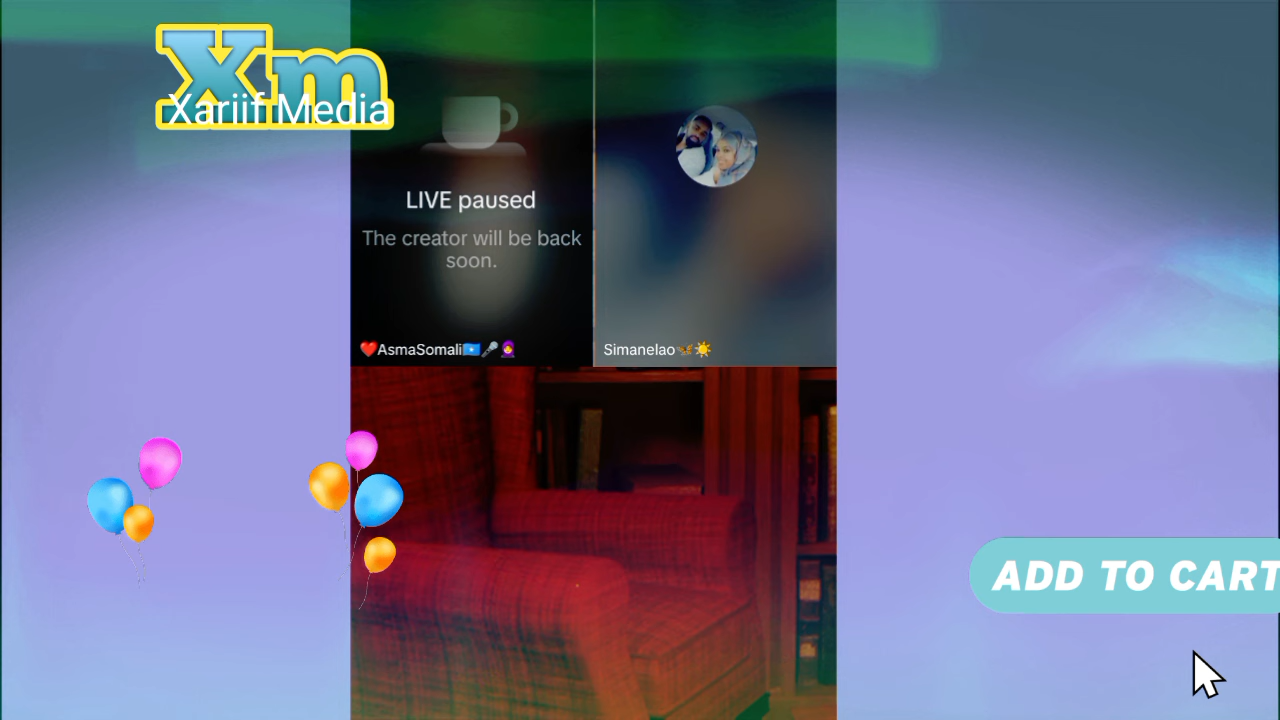 Xm
Xariif Media
LIVE paused
The creator will be back
soon.
❤️AsmaSomali🇸🇴🎤🧕
Simanelao🦋☀️
ADD TO CART